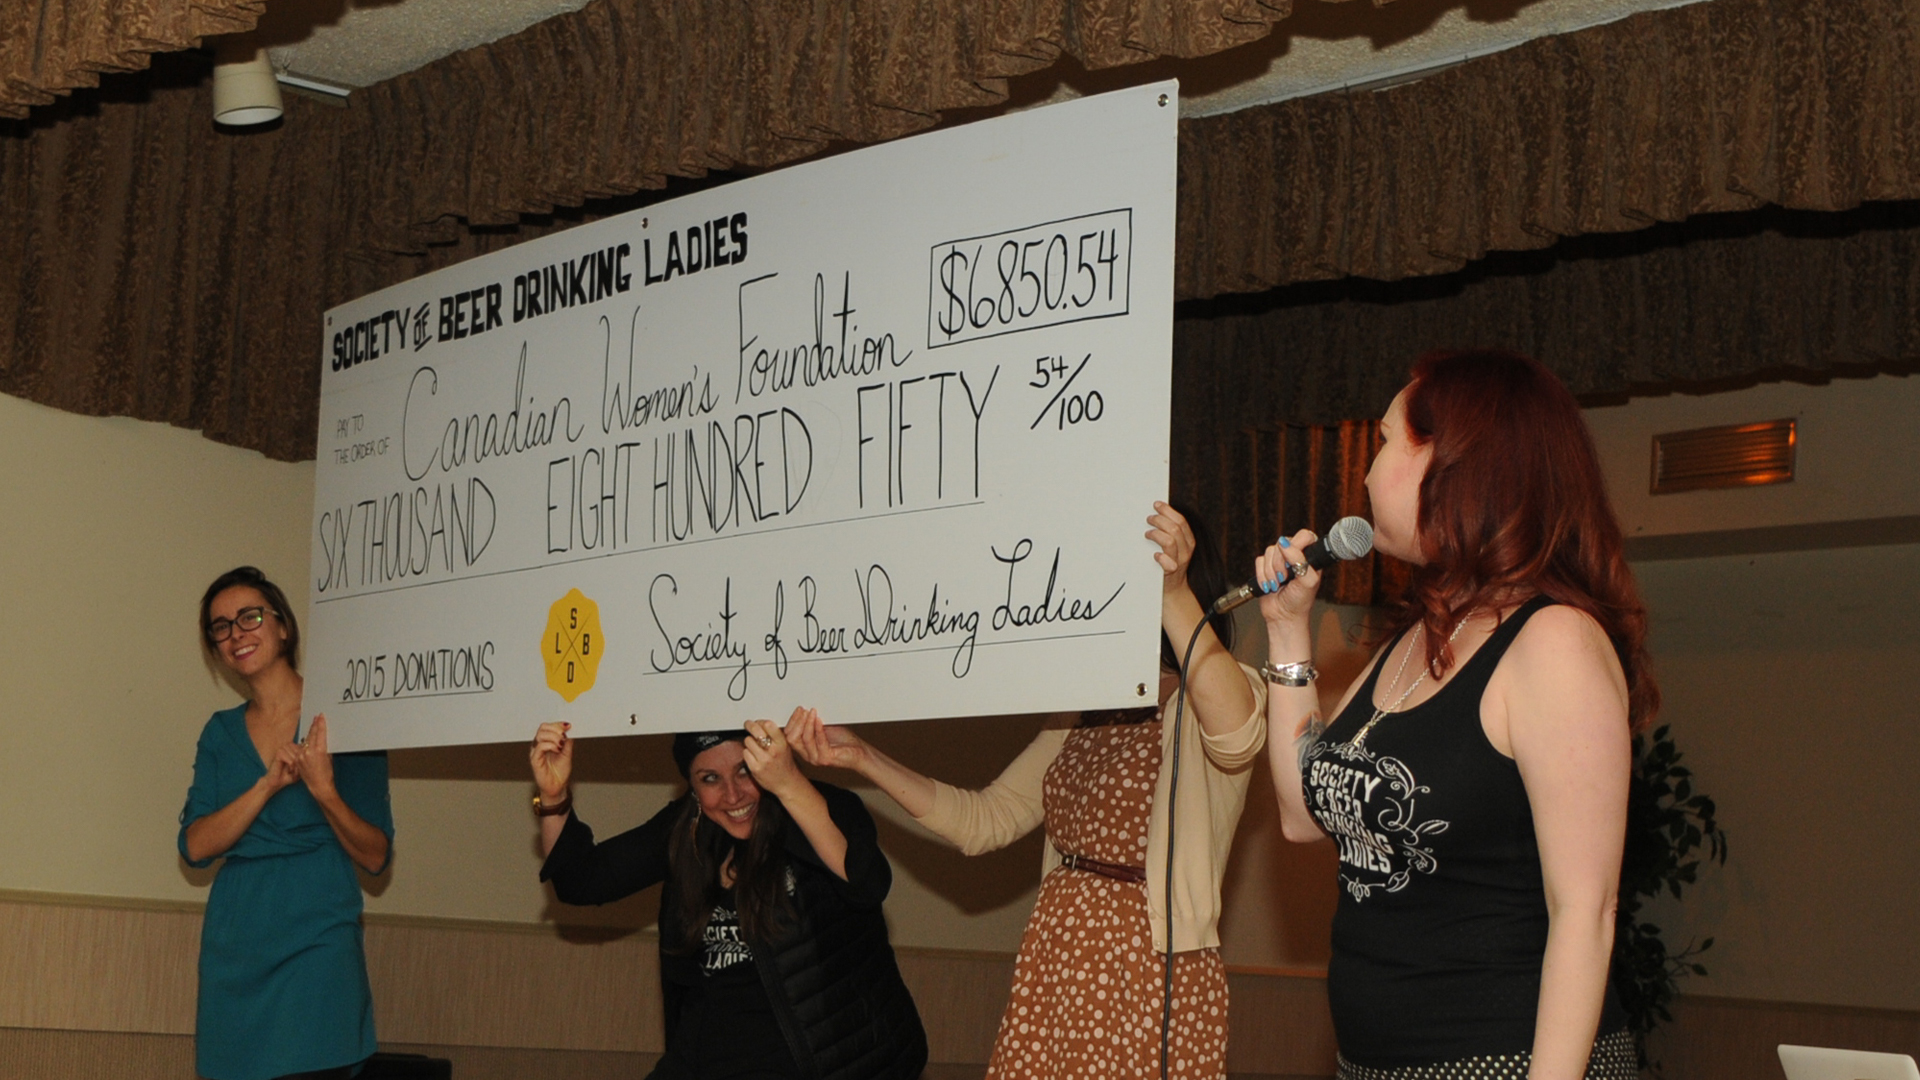 SOCIETY OF BEER DRINKING LADIES
PAY TO
THE ORDER OF
Canadian Women's Foundation
$6850.54
SIX THOUSAND EIGHT HUNDRED FIFTY 54/100
2015 DONATIONS
S
L B
D
Society of Beer Drinking Ladies
SOCIETY
OF BEER
DRINKING
LADIES